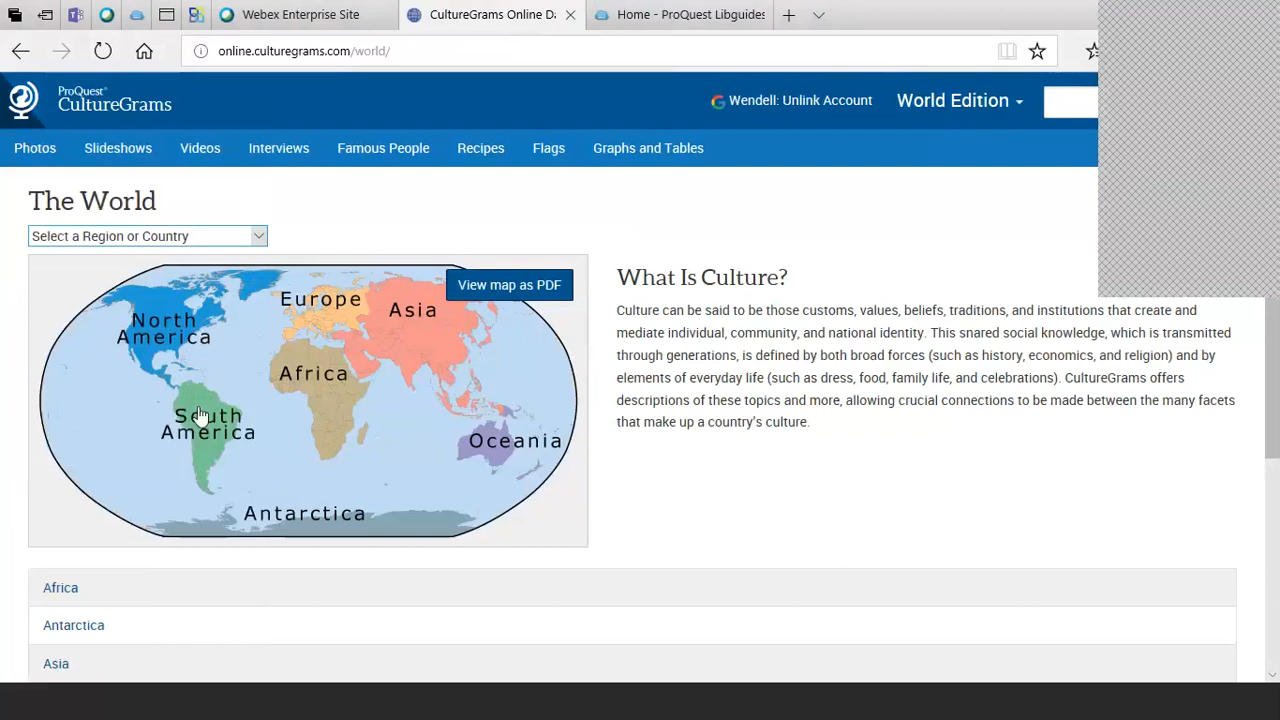 Webex Enterprise Site
CultureGrams Online Da
Home - ProQuest Libguides
online.culturegrams.com/world/
ProQuest
CultureGrams
Wendell: Unlink Account
World Edition
Photos
Slideshows
Videos
Interviews
Famous People
Recipes
Flags
Graphs and Tables
The World
Select a Region or Country
View map as PDF
North
America
Europe
Asia
Africa
South
America
Oceania
Antarctica
What Is Culture?
Culture can be said to be those customs, values, beliefs, traditions, and institutions that create and
mediate individual, community, and national identity. This snared social knowledge, which is transmitted
through generations, is defined by both broad forces (such as history, economics, and religion) and by
elements of everyday life (such as dress, food, family life, and celebrations). CultureGrams offers
descriptions of these topics and more, allowing crucial connections to be made between the many facets
that make up a country's culture.
Africa
Antarctica
Asia